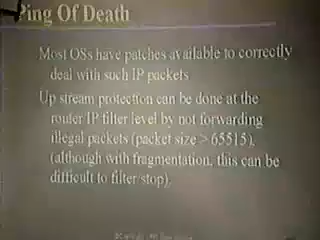 Ping Of Death
Most OSs have patches available to correctly
deal with such IP packets
Up stream protection can be done at the
router IP filter level by not forwarding
illegal packets (packet size > 65515),
(although with fragmentation, this can be
difficult to filter/stop).